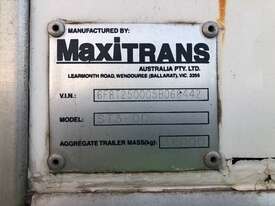 MANUFACTURED BY:
MaxiTRANS
AUSTRALIA PTY. LTD.
LEARMONTH ROAD, WENDOUREE (BALLARAT), VIC. 3355
V.I.N.:
MODEL:
AGGREGATE TRAILER MASS(kg)